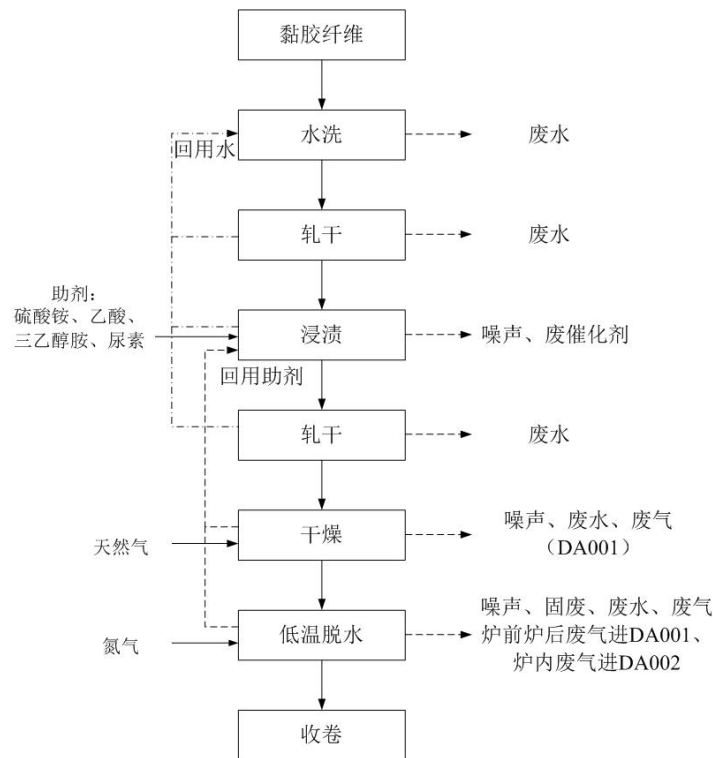 黏胶纤维
水洗
废水
回用水
轧干
废水
助剂：
硫酸铵、乙酸、
三乙醇胺、尿素
浸渍
噪声、废催化剂
回用助剂
轧干
废水
天然气
干燥
噪声、废水、废气
（DA001）
氮气
低温脱水
噪声、固废、废水、废气
炉前炉后废气进DA001、
炉内废气进DA002
收卷